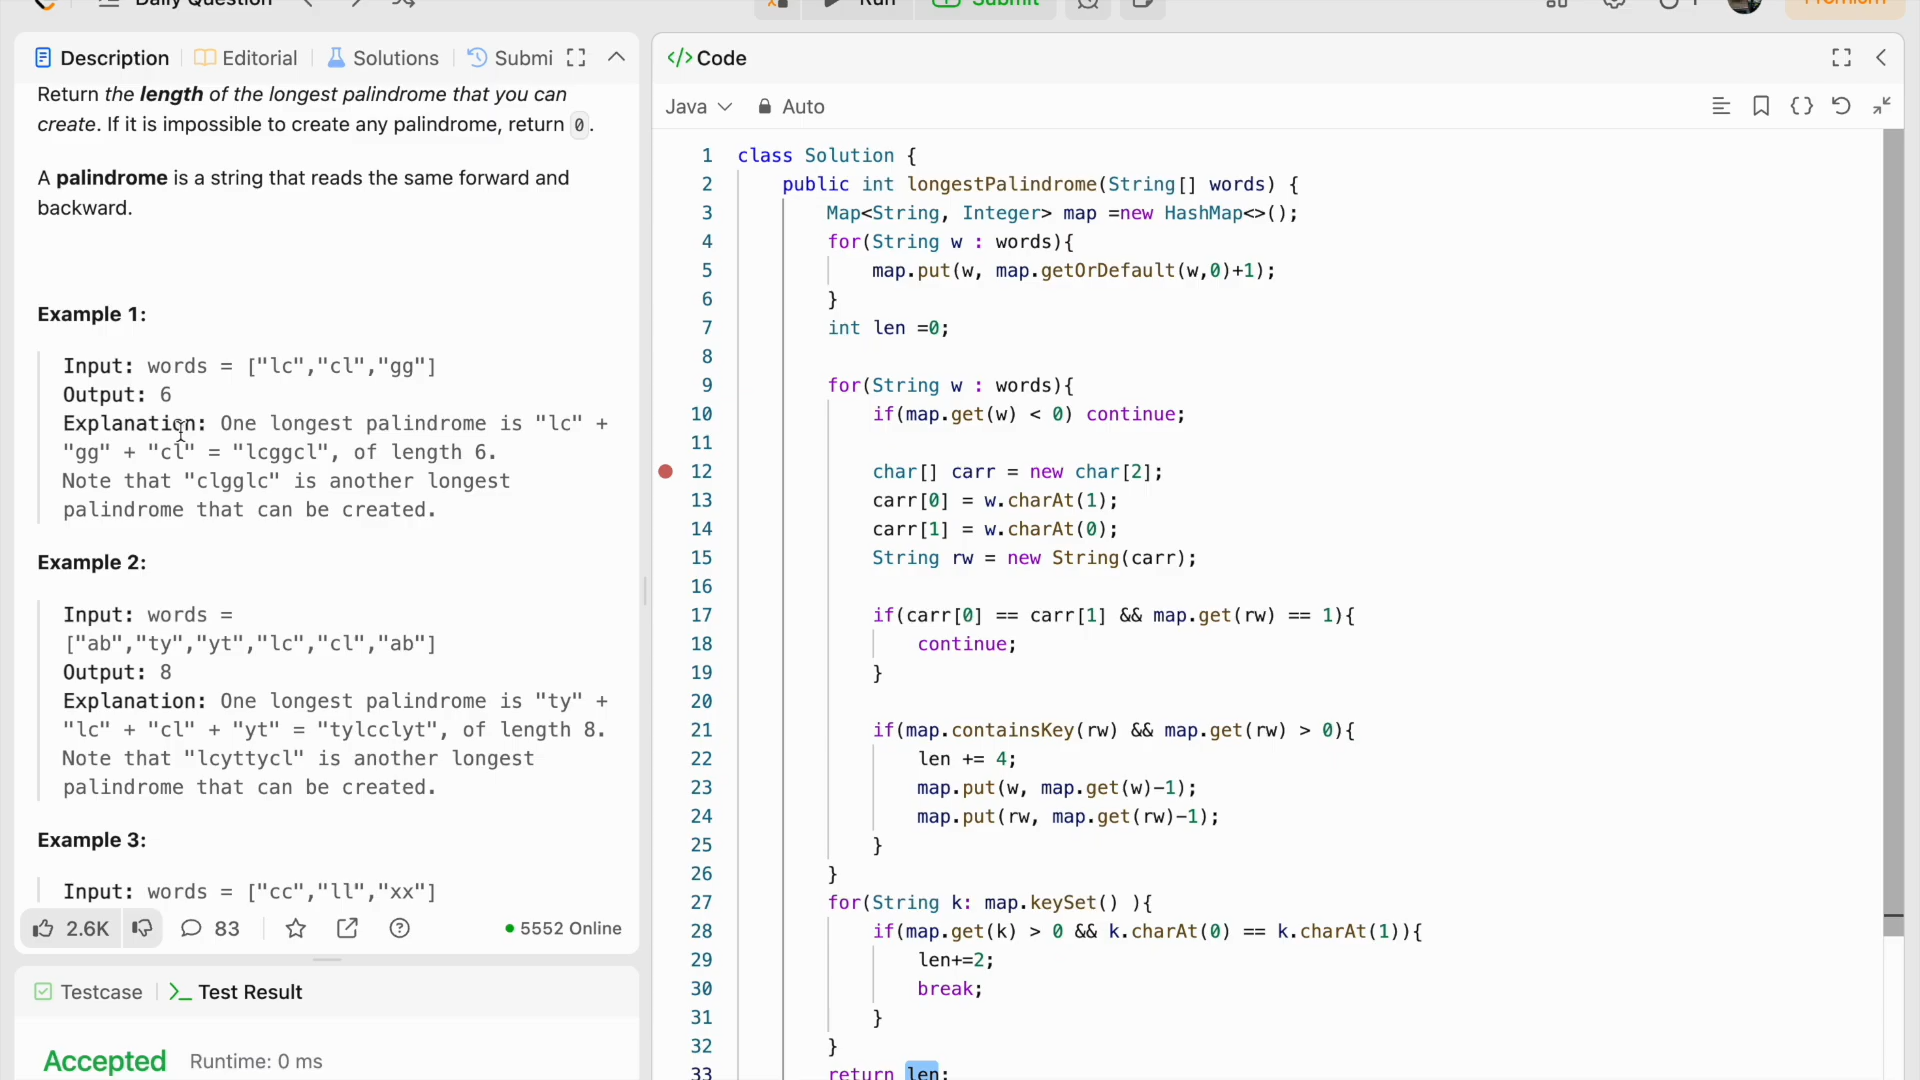 Daily Question
Run
Submit
Premium
Description
Editorial
Solutions
Submi
Return the length of the longest palindrome that you can
create. If it is impossible to create any palindrome, return 0.
A palindrome is a string that reads the same forward and
backward.
Example 1:
Input: words = ["lc","cl","gg"]
Output: 6
Explanation: One longest palindrome is "lc" +
"gg" + "cl" = "lcggcl", of length 6.
Note that "clgglc" is another longest
palindrome that can be created.
Example 2:
Input: words =
["ab","ty","yt","lc","cl","ab"]
Output: 8
Explanation: One longest palindrome is "ty" +
"lc" + "cl" + "yt" = "tylcclyt", of length 8.
Note that "lcyttycl" is another longest
palindrome that can be created.
Example 3:
Input: words = ["cc","ll","xx"]
2.6K
83
5552 Online
Testcase
Test Result
Accepted
Runtime: 0 ms
Code
Java
Auto
1 class Solution {
2 public int longestPalindrome(String[] words) {
3 Map<String, Integer> map =new HashMap<>();
4 for(String w : words){
5 map.put(w, map.getOrDefault(w,0)+1);
6 }
7 int len =0;
8
9 for(String w : words){
10 if(map.get(w) < 0) continue;
11
12 char[] carr = new char[2];
13 carr[0] = w.charAt(1);
14 carr[1] = w.charAt(0);
15 String rw = new String(carr);
16
17 if(carr[0] == carr[1] && map.get(rw) == 1){
18 continue;
19 }
20
21 if(map.containsKey(rw) && map.get(rw) > 0){
22 len += 4;
23 map.put(w, map.get(w)-1);
24 map.put(rw, map.get(rw)-1);
25 }
26 }
27 for(String k: map.keySet() ){
28 if(map.get(k) > 0 && k.charAt(0) == k.charAt(1)){
29 len+=2;
30 break;
31 }
32 }
33 return len;